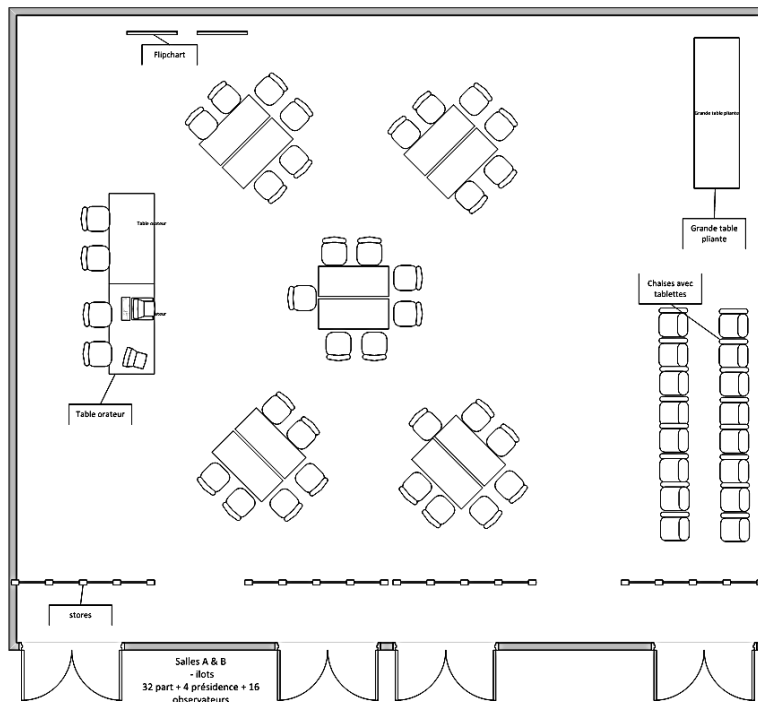 Flipchart
Grande table pliante
Grande table
pliante
Table orateur
Chaises avec
tablettes
Table orateur
stores
Salles A & B
- ilots
32 part + 4 présidence + 16
observateurs